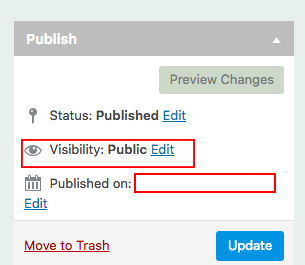 Publish
Preview Changes
Status: Published Edit
Visibility: Public Edit
Published on:
Edit
Move to Trash
Update